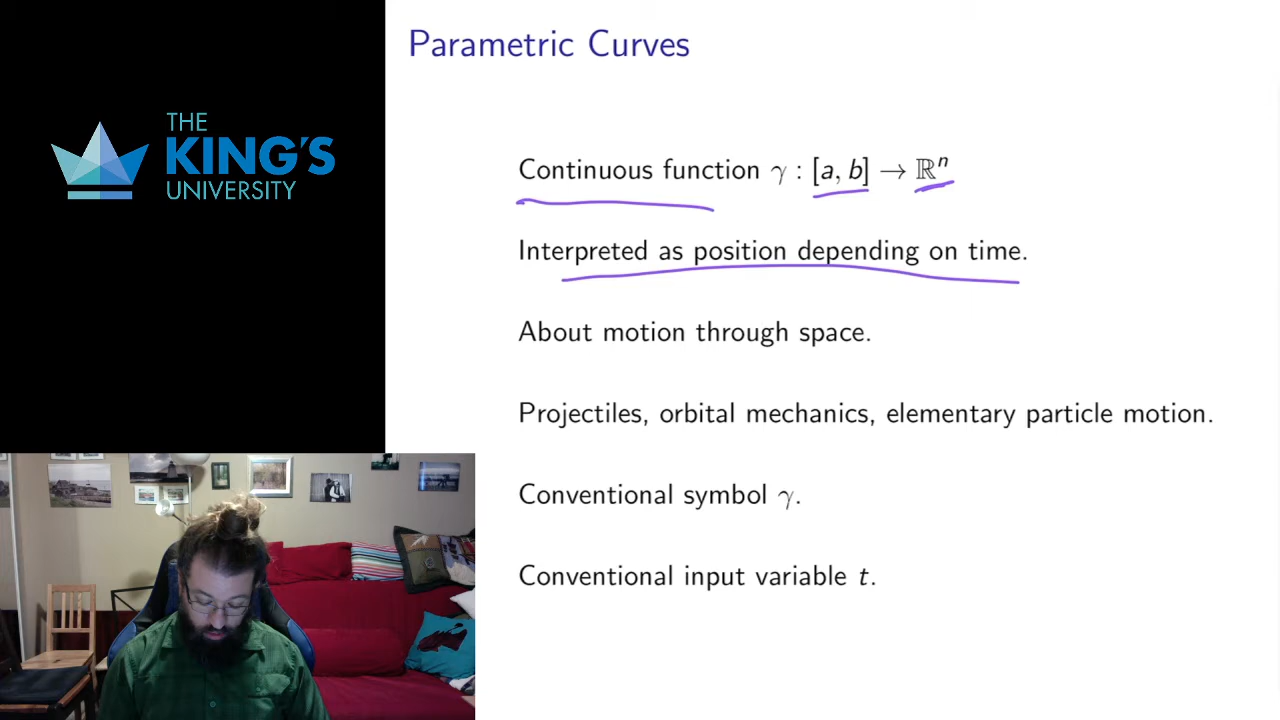 THE
KING'S
UNIVERSITY
Parametric Curves
Continuous function γ : [a, b] → ℝⁿ
Interpreted as position depending on time.
About motion through space.
Projectiles, orbital mechanics, elementary particle motion.
Conventional symbol γ.
Conventional input variable t.